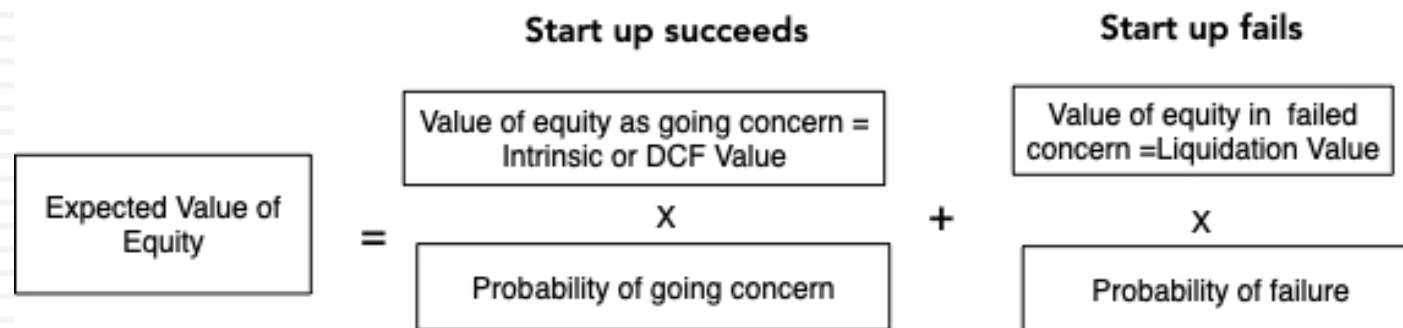 Start up succeeds
Start up fails
Value of equity as going concern =
Intrinsic or DCF Value
Value of equity in failed
concern =Liquidation Value
Expected Value of
Equity
=
X
+
X
Probability of going concern
Probability of failure